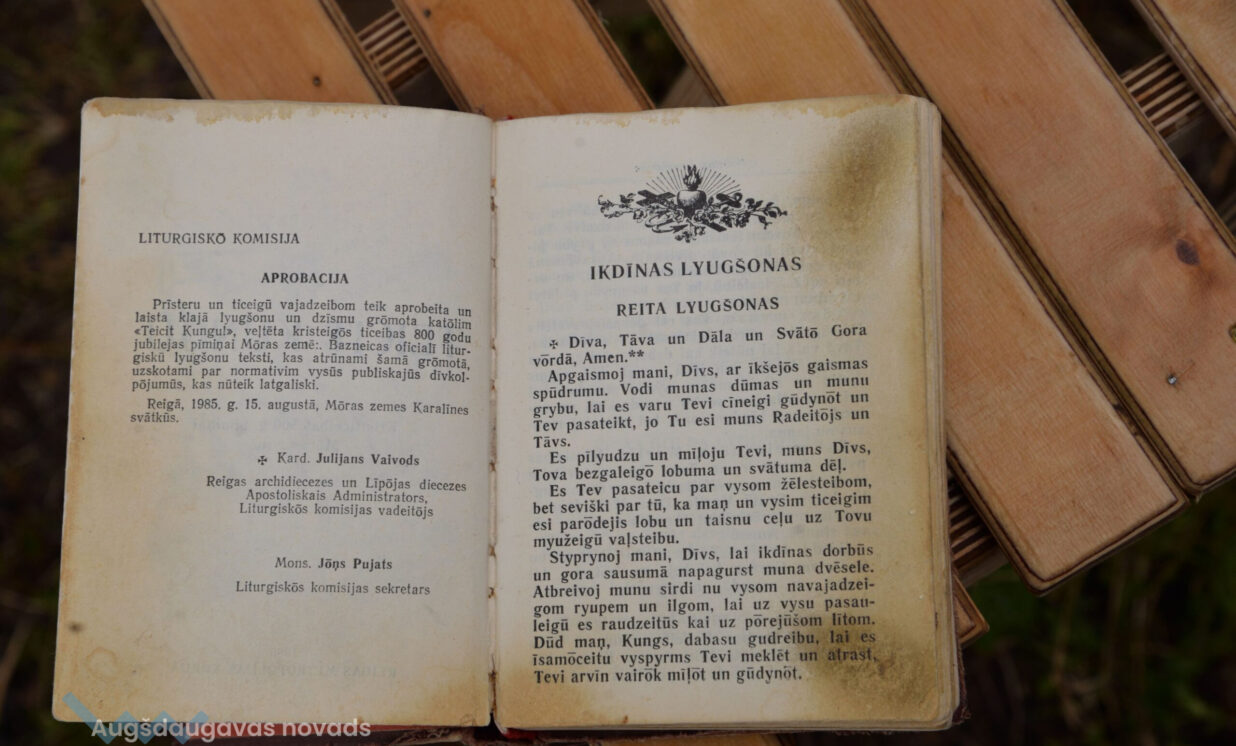 LITURGISKÕ KOMISIJA
APROBACIJA
Prīsteru un ticeigū vajadzeibom teik aprobeita un
laista klajā lyugšonu un dzīsmu grōmota katōlim
«Teicit Kungu!», veļtēta kristeigōs ticeibas 800 godu
jubilejas pīmiņai Mōras zemē:. Bazneicas oficialī litur-
giskū lyugšonu teksti, kas atrūnami šamā grōmotā,
uzskotami par normativim vysūs publiskajūs dīvkol-
pōjumūs, kas nūteik latgaliski.
Reigā, 1985. g. 15. augustā, Mōras zemes Karalīnes
svātkūs.
✠ Kard. Julijans Vaivods
Reigas archidiecezes un Līpōjas diecezes
Apostoliskais Administrators,
Liturgiskōs komisijas vadeitōjs
Mons. Jōņs Pujats
Liturgiskōs komisijas sekretars
IKDĪNAS LYUGŠONAS
REITA LYUGŠONAS
✠ Dīva, Tāva un Dāla un Svātō Gora
vōrdā, Amen.**
Apgaismoj mani, Dīvs, ar īkšejōs gaismas
spūdrumu. Vodi munas dūmas un munu
grybu, lai es varu Tevi cīneigi gūdynōt un
Tev pasateikt, jo Tu esi muns Radeitōjs un
Tāvs.
Es pīlyudzu un mīļoju Tevi, muns Dīvs,
Tova bezgaleigō lobuma un svātuma dēļ.
Es Tev pasateicu par vysom žēlesteibom,
bet seviški par tū, ka maņ un vysim ticeigim
esi parōdejis lobu un taisnu ceļu uz Tovu
myužeigū vaļsteibu.
Styprynoj mani, Dīvs, lai ikdīnas dorbūs
un gora sausumā napagurst muna dvēsele.
Atbreivoj munu sirdi nu vysom navajadzei-
gom ryupem un ilgom, lai uz vysu pasau-
leigū es raudzeitūs kai uz pōrejūšom lītom.
Dūd maņ, Kungs, dabasu gudreibu, lai es
īsamōceitu vyspyrms Tevi meklēt un atrast,
Tevi arvīn vairōk mīļōt un gūdynōt.
Augšdaugavas novads